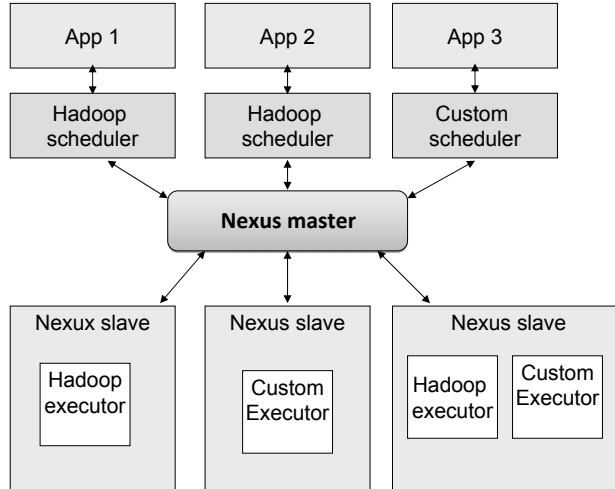 App 1
App 2
App 3
Hadoop
scheduler
Hadoop
scheduler
Custom
scheduler
Nexus master
Nexux slave
Nexus slave
Nexus slave
Hadoop
executor
Custom
Executor
Hadoop
executor
Custom
Executor